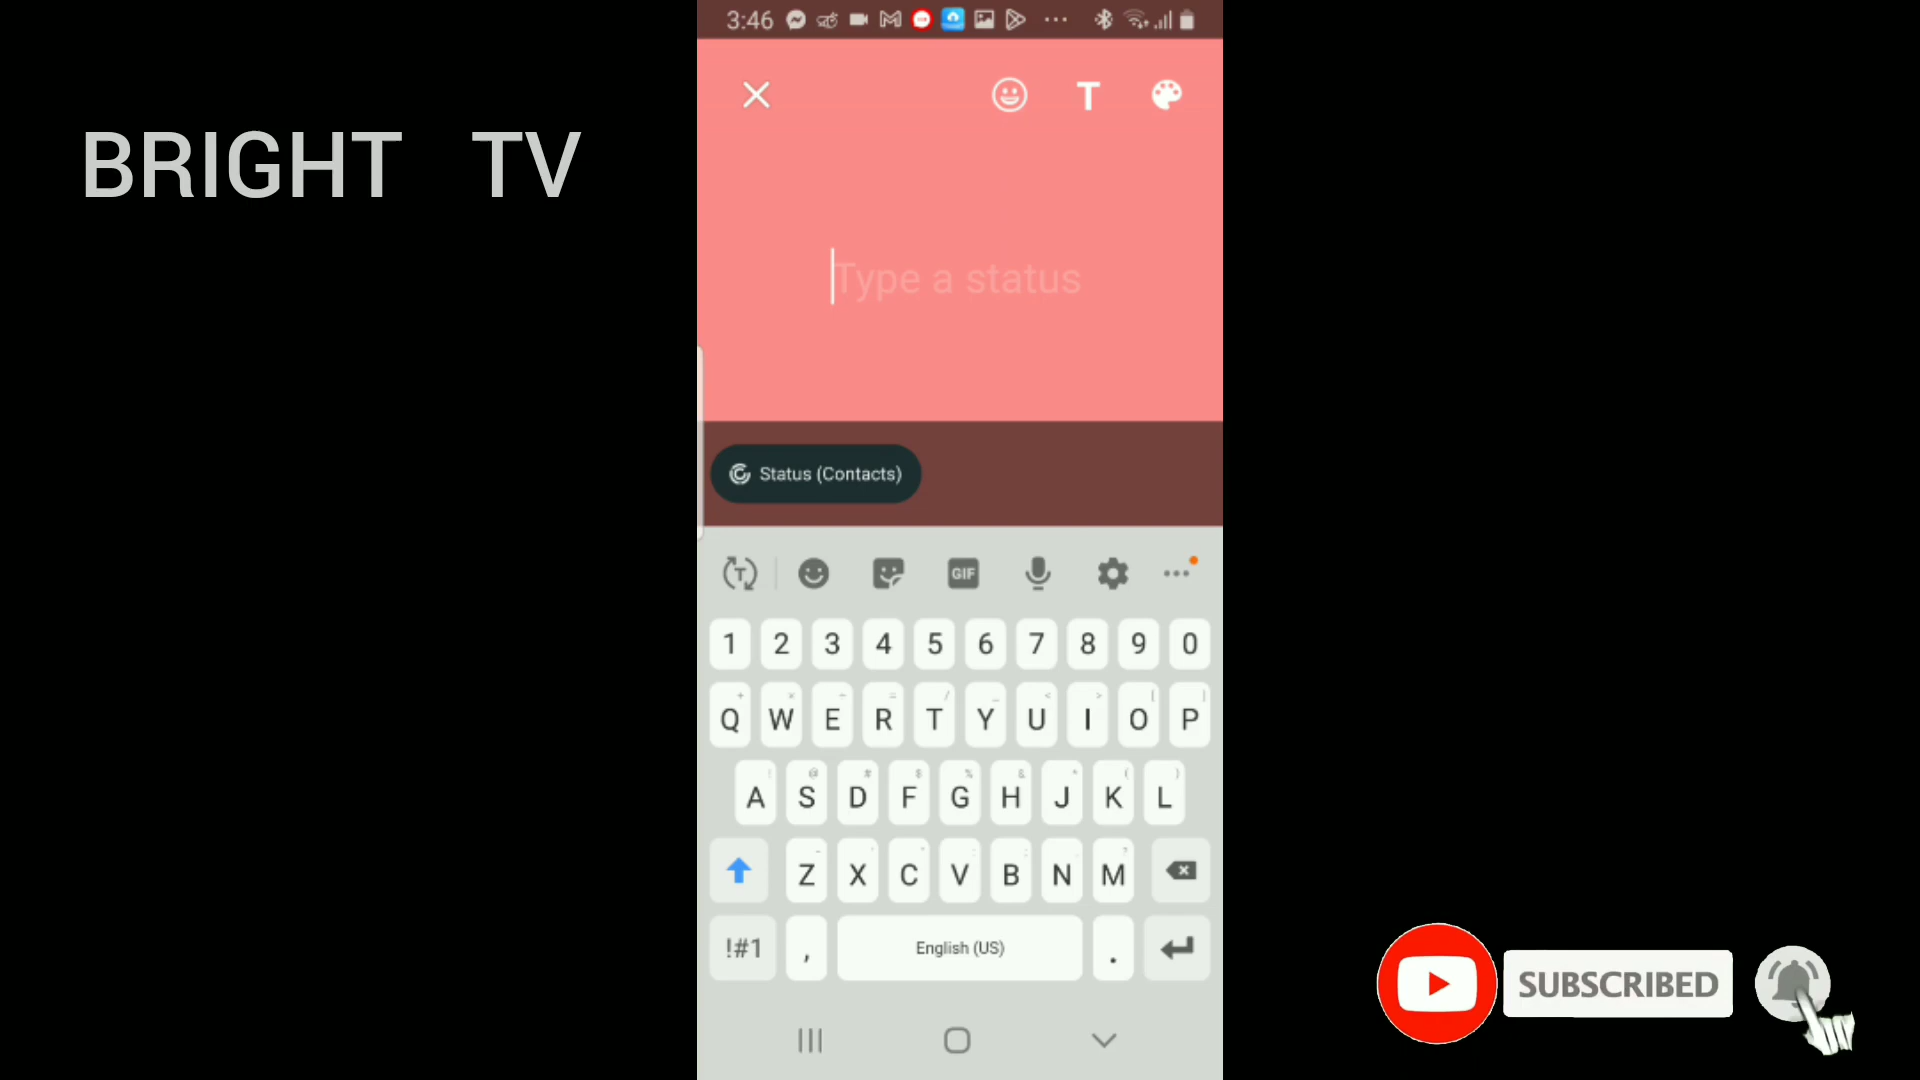 3:46
BRIGHT TV
T
Type a status
Status (Contacts)
T GIF
1 2 3 4 5 6 7 8 9 0
Q W E R T Y U I O P
A S D F G H J K L
Z X C V B N M
!#1 , English (US) .
SUBSCRIBED